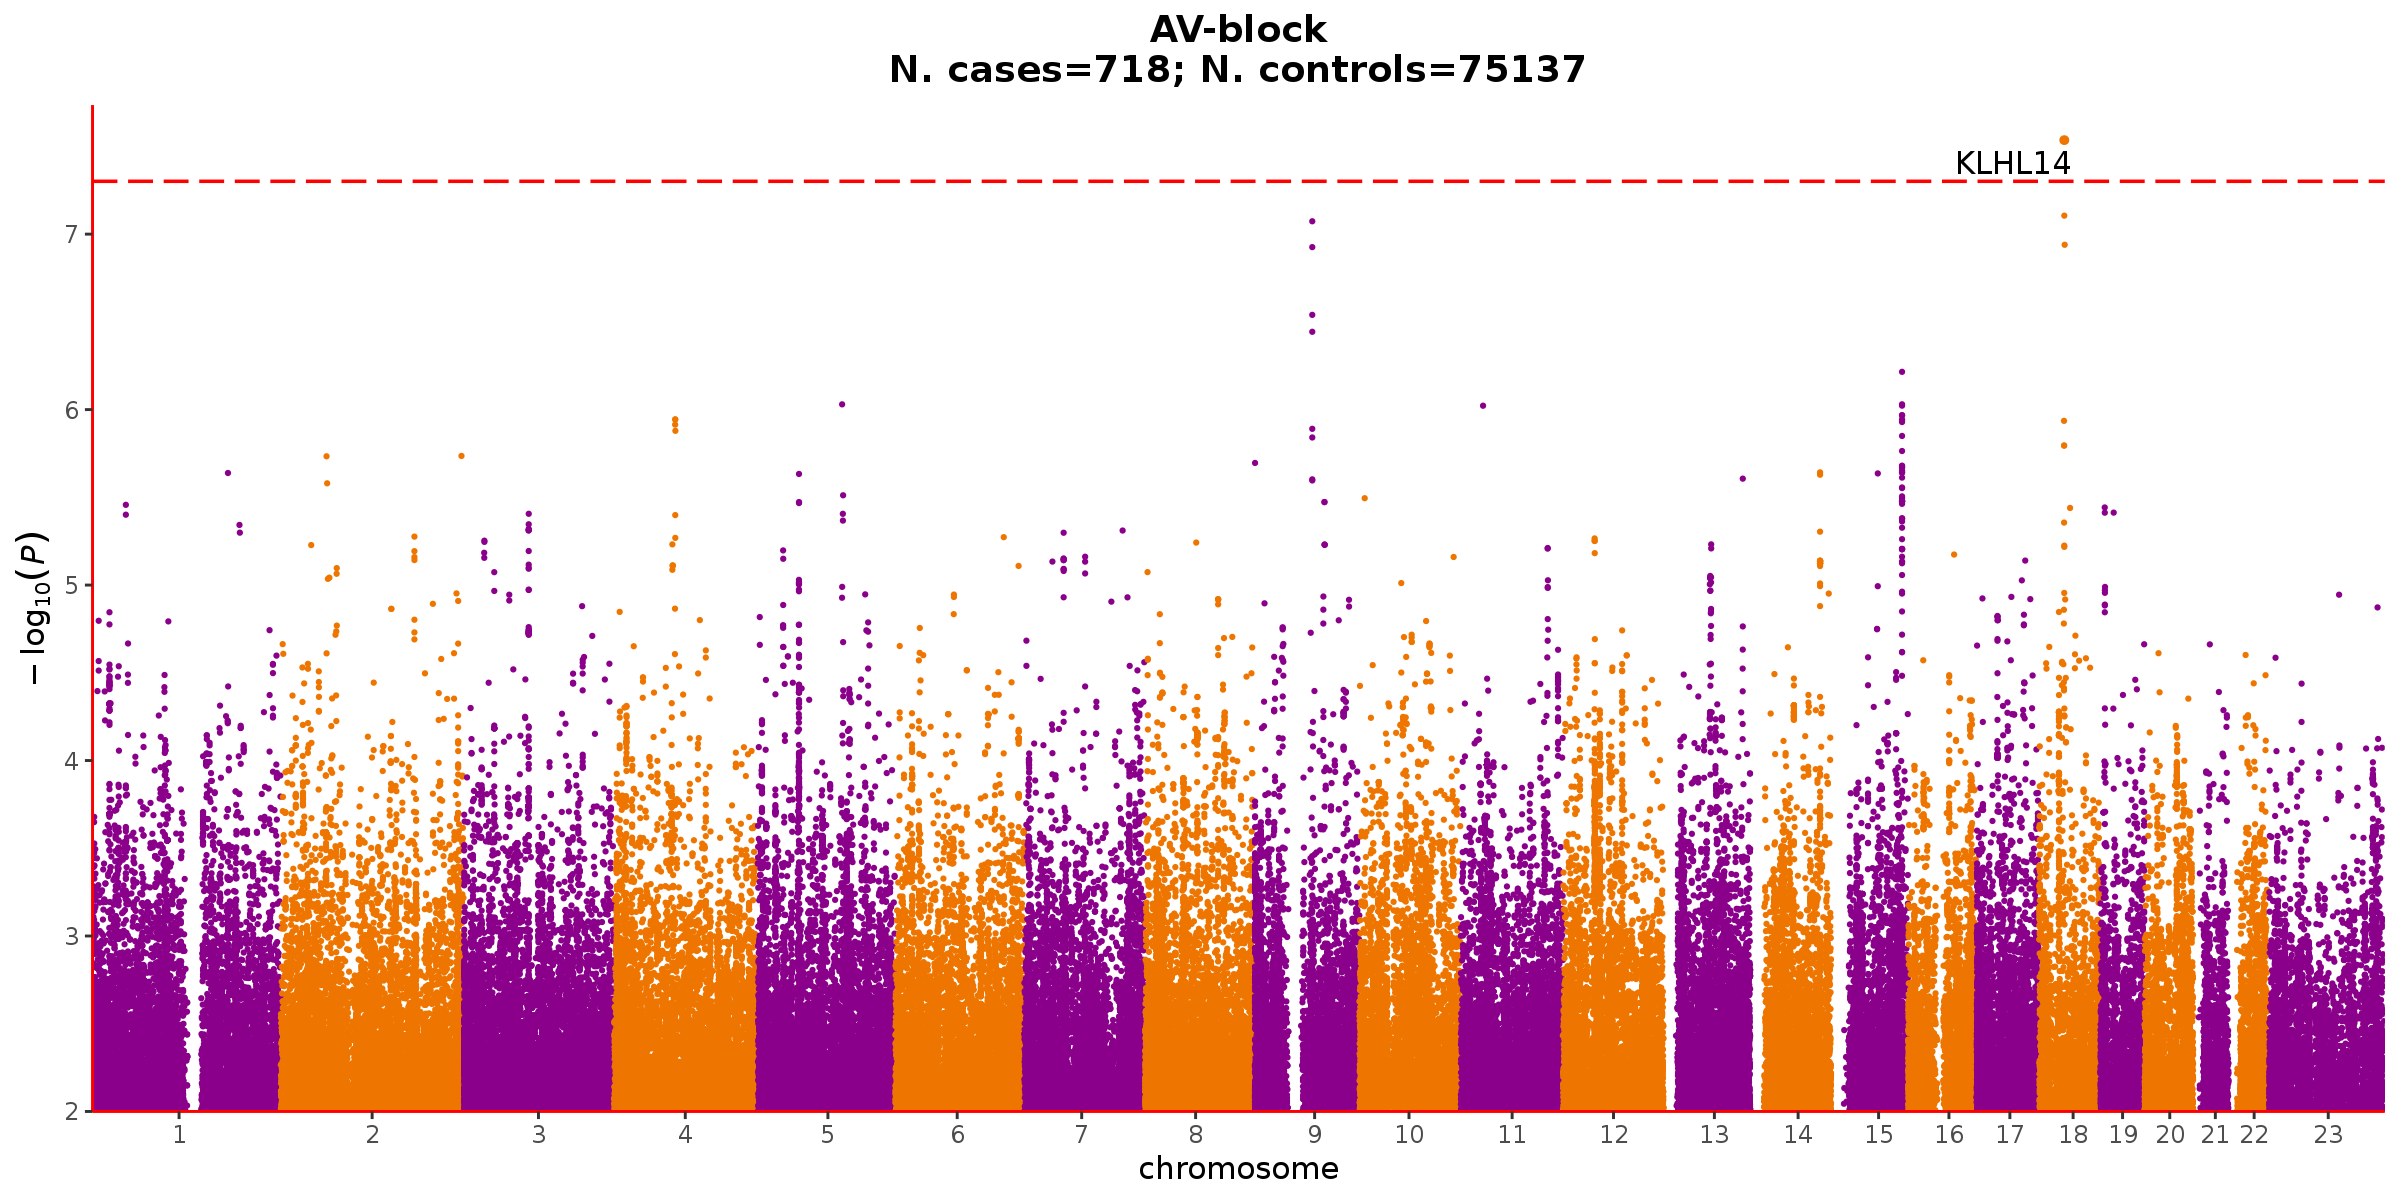 AV-block
N. cases=718; N. controls=75137
KLHL14
7
6
5
4
3
2
−log10(P)
1 2 3 4 5 6 7 8 9 10 11 12 13 14 15 16 17 18 19 20 21 22 23
chromosome